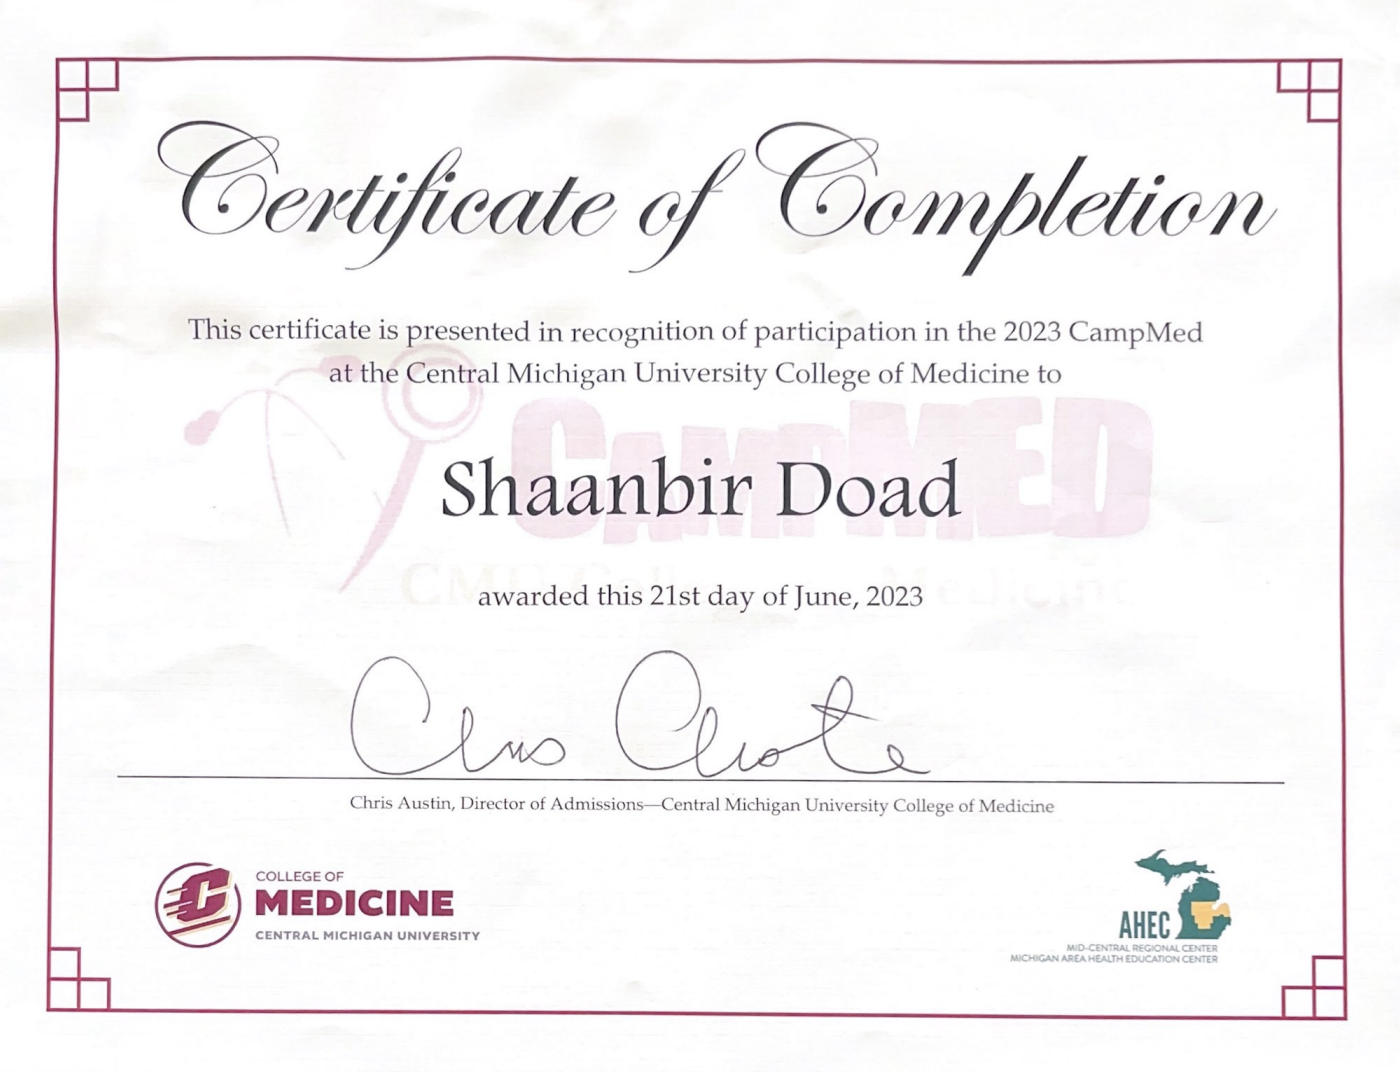 Certificate of Completion
This certificate is presented in recognition of participation in the 2023 CampMed
at the Central Michigan University College of Medicine to
CAMPMED
Shaanbir Doad
CMU College of Medicine
awarded this 21st day of June, 2023
Chris Austin, Director of Admissions—Central Michigan University College of Medicine
C
COLLEGE OF
MEDICINE
CENTRAL MICHIGAN UNIVERSITY
AHEC
MID-CENTRAL REGIONAL CENTER
MICHIGAN AREA HEALTH EDUCATION CENTER